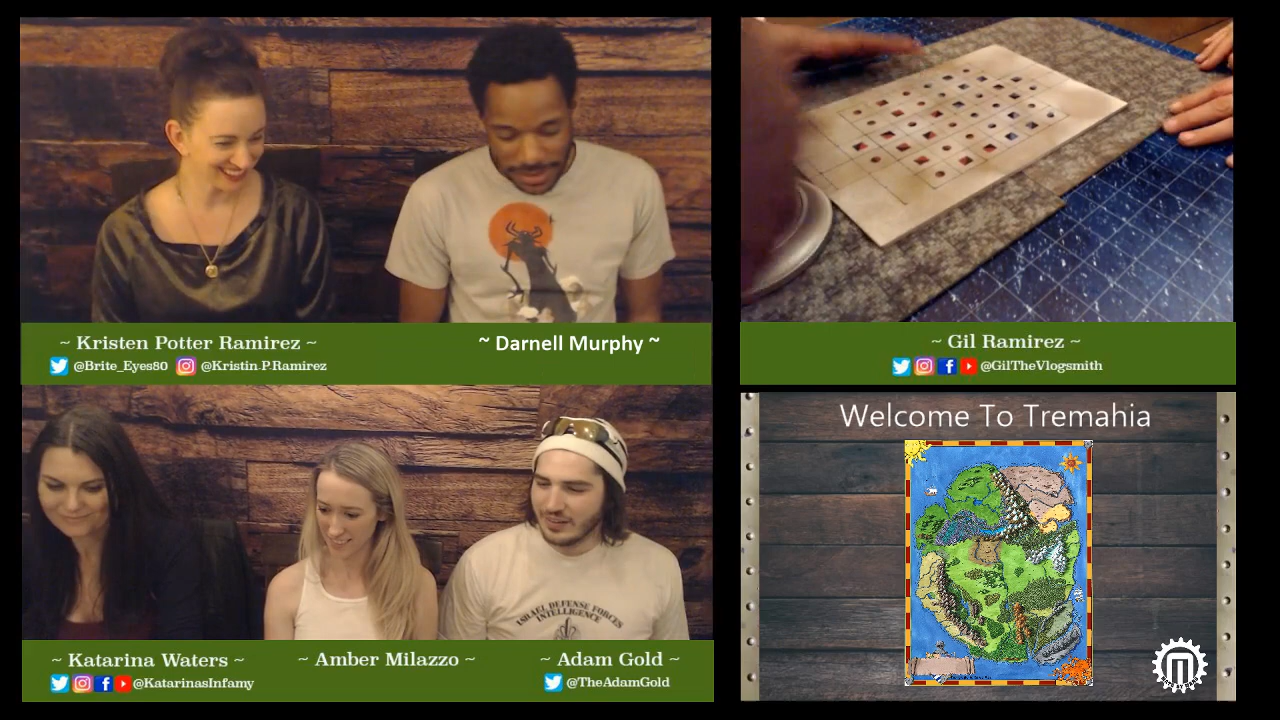 ~ Kristen Potter Ramirez ~
@Brite_Eyes80 @Kristin.P.Ramirez
~ Darnell Murphy ~
~ Gil Ramirez ~
@GilTheVlogsmith
ISRAEL DEFENSE FORCES
INTELLIGENCE
~ Katarina Waters ~
@KatarinasInfamy
~ Amber Milazzo ~
~ Adam Gold ~
@TheAdamGold
Welcome To Tremahia